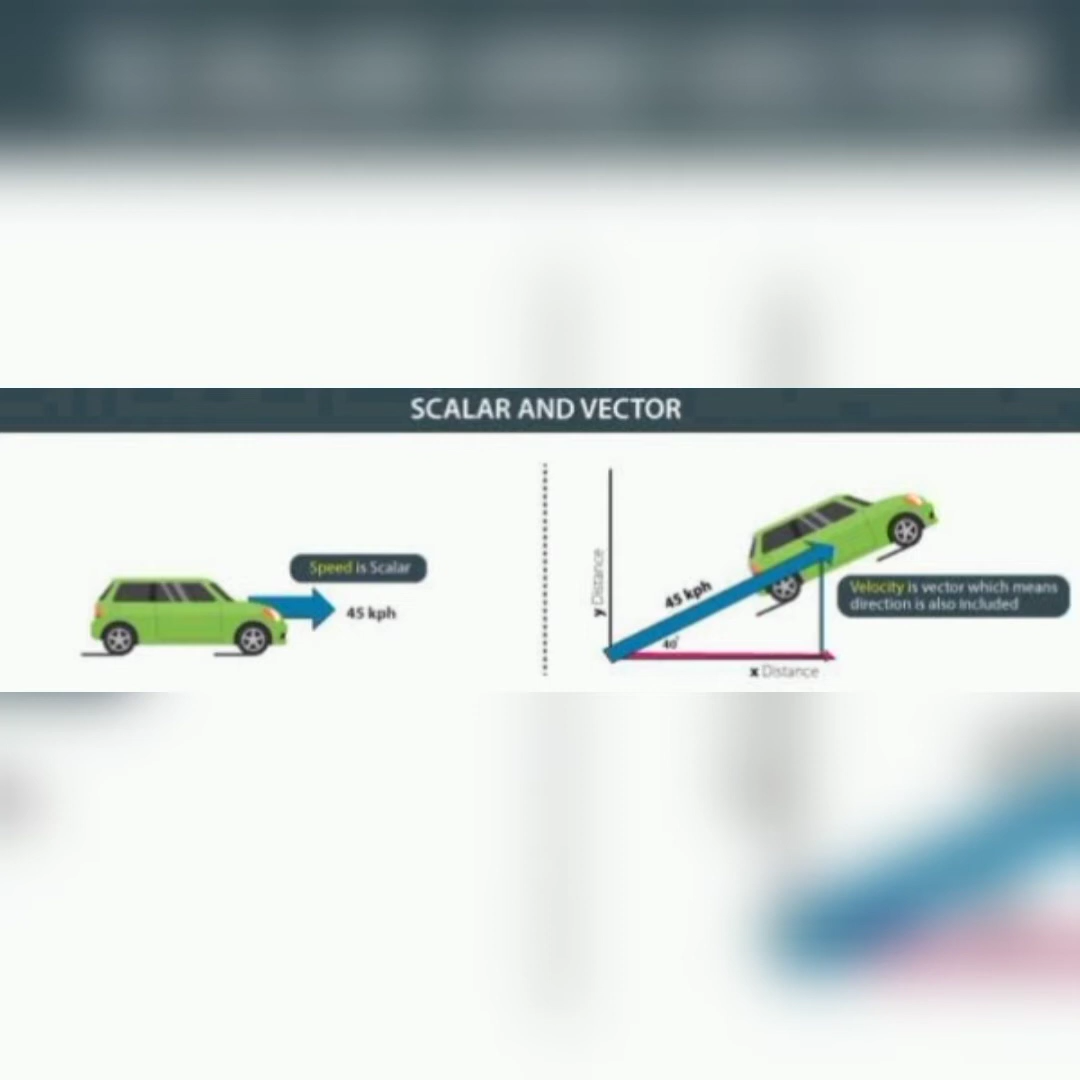 SCALAR AND VECTOR
Speed is Scalar
45 kph
y Distance
45 kph
40°
Velocity is vector which means
direction is also included
x Distance